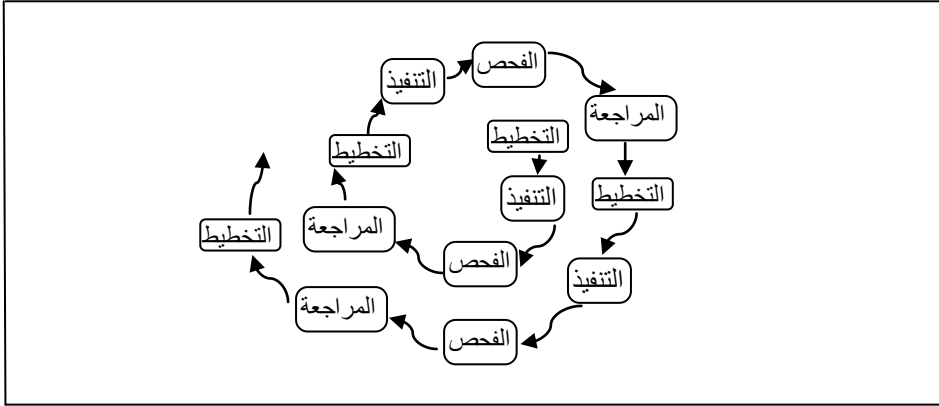 التخطيط
التنفيذ
الفحص
المراجعة
التخطيط
التنفيذ
الفحص
المراجعة
التخطيط
التنفيذ
الفحص
المراجعة
التخطيط